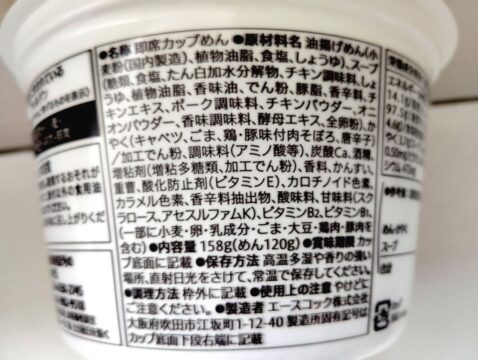 ●名称 即席カップめん ●原材料名 油揚げめん(小
麦粉(国内製造)、植物油脂、食塩、しょうゆ)、スープ
(糖類、食塩、たん白加水分解物、チキン調味料、しょ
うゆ、植物油脂、香味油、でん粉、豚脂、香辛料、チ
キンエキス、ポーク調味料、チキンパウダー、オニ
オンパウダー、香味調味料、酵母エキス、全卵粉)、か
やく(キャベツ、ごま、鶏・豚味付肉そぼろ、唐辛子)
/加工でん粉、調味料(アミノ酸等)、炭酸Ca、酒精、
増粘剤(増粘多糖類、加工でん粉)、香料、かんすい、
重曹、酸化防止剤(ビタミンE)、カロチノイド色素、
カラメル色素、香辛料抽出物、酸味料、甘味料(スク
ラロース、アセスルファムK)、ビタミンB2、ビタミンB1、
(一部に小麦・卵・乳成分・ごま・大豆・鶏肉・豚肉を
含む) ●内容量 158g(めん120g) ●賞味期限 カッ
プ底面に記載 ●保存方法 高温多湿や香りの強い
場所、直射日光をさけて、常温で保存してください。
●調理方法 枠外に記載 ●使用上の注意 やけどに
ご注意ください。 ●製造者 エースコック株式会社
大阪府吹田市江坂町1-12-40 製造所固有記号は
カップ底面下段右端に記載
スープ